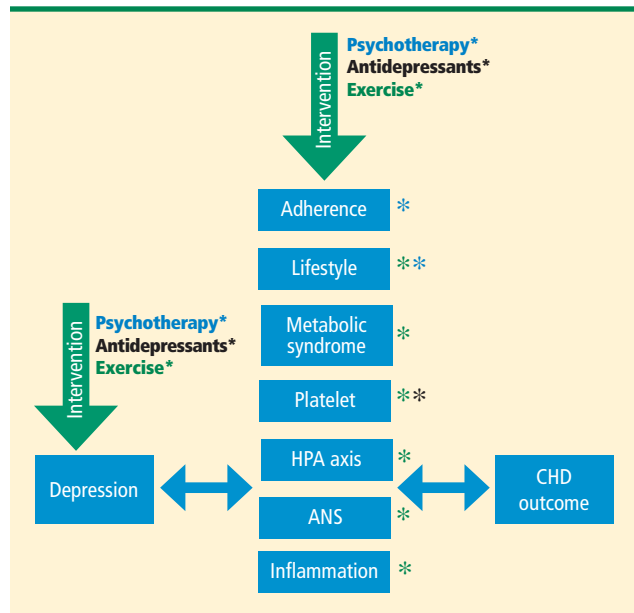 Intervention
Psychotherapy*
Antidepressants*
Exercise*
Adherence *
Lifestyle **
Metabolic
syndrome *
Platelet **
HPA axis *
ANS *
Inflammation *
Intervention
Psychotherapy*
Antidepressants*
Exercise*
Depression
CHD
outcome